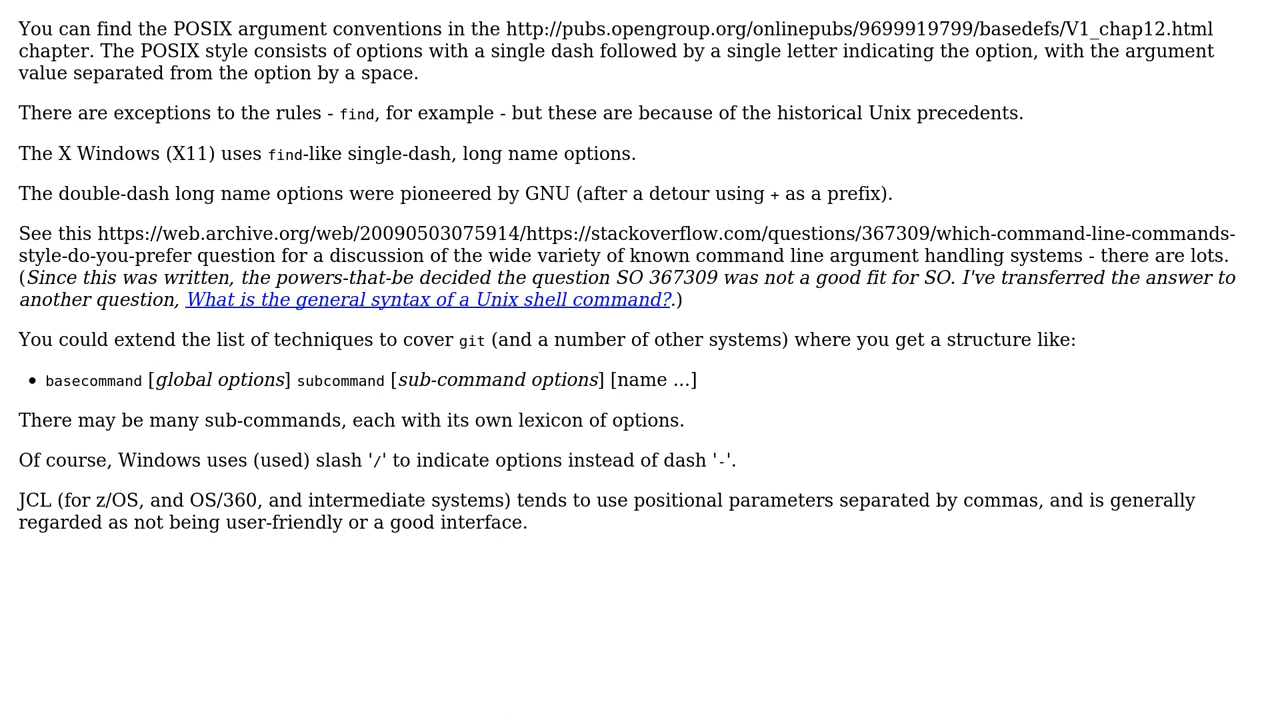 You can find the POSIX argument conventions in the http://pubs.opengroup.org/onlinepubs/9699919799/basedefs/V1_chap12.html
chapter. The POSIX style consists of options with a single dash followed by a single letter indicating the option, with the argument
value separated from the option by a space.
There are exceptions to the rules - find, for example - but these are because of the historical Unix precedents.
The X Windows (X11) uses find-like single-dash, long name options.
The double-dash long name options were pioneered by GNU (after a detour using + as a prefix).
See this https://web.archive.org/web/20090503075914/https://stackoverflow.com/questions/367309/which-command-line-commands-
style-do-you-prefer question for a discussion of the wide variety of known command line argument handling systems - there are lots.
(Since this was written, the powers-that-be decided the question SO 367309 was not a good fit for SO. I've transferred the answer to
another question, What is the general syntax of a Unix shell command?.)
You could extend the list of techniques to cover git (and a number of other systems) where you get a structure like:
• basecommand [global options] subcommand [sub-command options] [name ...]
There may be many sub-commands, each with its own lexicon of options.
Of course, Windows uses (used) slash '/' to indicate options instead of dash '-'.
JCL (for z/OS, and OS/360, and intermediate systems) tends to use positional parameters separated by commas, and is generally
regarded as not being user-friendly or a good interface.